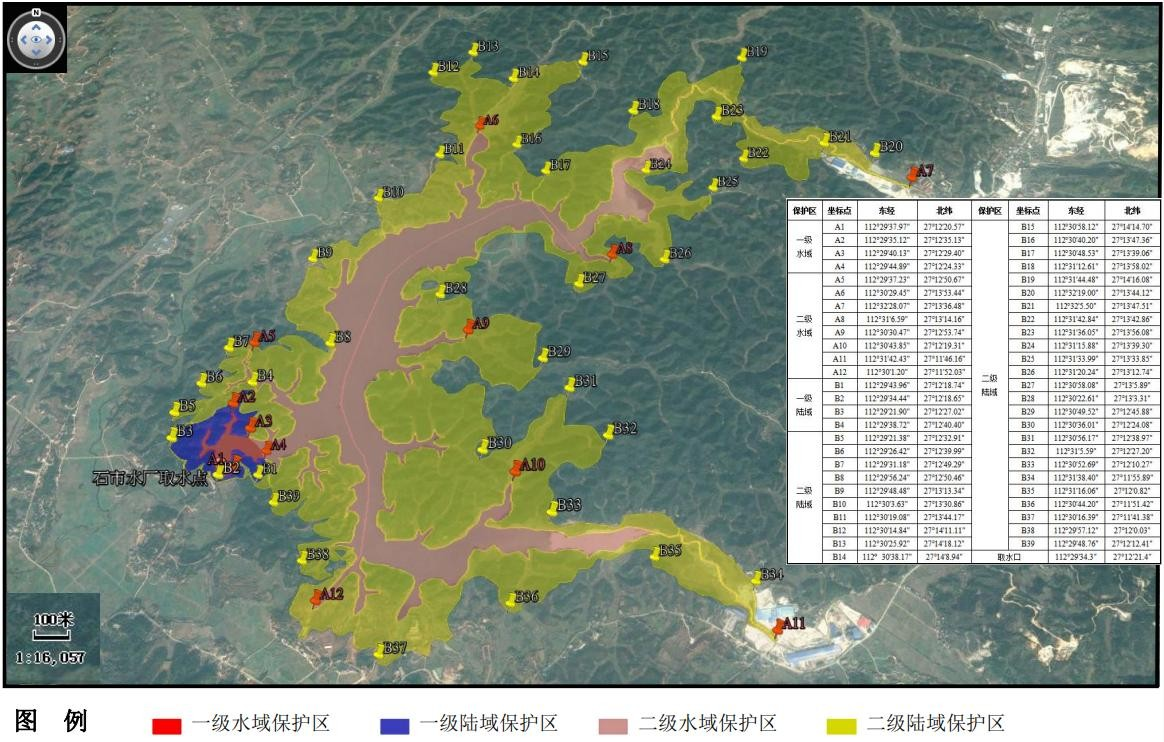 N
B13
B12
B14
B15
B19
B18
B23
A6
B11
B16
B17
B24
B22
B21
B20
A7
B25
B10
B9
A8
B26
B27
B28
A9
B8
B7
A5
B29
B6
B4
B31
B5
A2
B3
A3
A4
A1
B2
B1
石市水厂取水点
B30
B32
A10
B39
B33
B38
B35
B34
A12
B36
A11
B37
保护区 坐标点 东经 北纬 保护区 坐标点 东经 北纬
一级水域 A1 112°29'37.97" 27°12'20.57" 二级陆域 B15 112°30'58.12" 27°14'14.70"
A2 112°29'35.12" 27°12'35.13" B16 112°30'40.20" 27°13'47.36"
A3 112°29'40.13" 27°12'29.40" B17 112°30'48.53" 27°13'39.06"
A4 112°29'44.89" 27°12'24.33" B18 112°31'12.61" 27°13'58.02"
二级水域 A5 112°29'37.23" 27°12'50.67" B19 112°31'44.48" 27°14'16.08"
A6 112°30'29.45" 27°13'53.44" B20 112°32'19.00" 27°13'44.12"
A7 112°32'28.07" 27°13'36.48" B21 112°32'5.50" 27°13'47.51"
A8 112°31'6.59" 27°13'14.16" B22 112°31'42.84" 27°13'42.86"
A9 112°30'30.47" 27°12'53.74" B23 112°31'36.05" 27°13'56.08"
A10 112°30'43.85" 27°12'19.31" B24 112°31'15.88" 27°13'39.30"
A11 112°31'42.43" 27°11'46.16" B25 112°31'33.99" 27°13'33.85"
A12 112°30'1.20" 27°11'52.03" B26 112°31'20.24" 27°13'12.74"
一级陆域 B1 112°29'43.96" 27°12'18.74" B27 112°30'58.08" 27°13'5.89"
B2 112°29'34.44" 27°12'18.65" B28 112°30'22.61" 27°13'3.31"
B3 112°29'21.90" 27°12'27.02" B29 112°30'49.52" 27°12'45.88"
B4 112°29'38.72" 27°12'40.40" B30 112°30'36.01" 27°12'24.08"
二级陆域 B5 112°29'21.38" 27°12'32.91" B31 112°30'56.17" 27°12'38.97"
B6 112°29'26.42" 27°12'39.99" B32 112°31'5.59" 27°12'27.20"
B7 112°29'31.18" 27°12'49.29" B33 112°30'52.69" 27°12'10.27"
B8 112°29'56.24" 27°12'50.46" B34 112°31'38.40" 27°11'55.89"
B9 112°29'48.48" 27°13'13.34" B35 112°31'16.06" 27°12'0.82"
B10 112°30'3.63" 27°13'30.86" B36 112°30'44.20" 27°11'51.42"
B11 112°30'19.08" 27°13'44.17" B37 112°30'16.39" 27°11'41.38"
B12 112°30'14.84" 27°14'11.11" B38 112°29'57.12" 27°12'0.03"
B13 112°30'25.92" 27°14'18.12" B39 112°29'48.76" 27°12'12.41"
B14 112° 30'38.17" 27°14'8.94" 取水口 112°29'34.3" 27°12'21.4"
100米
1:16,057
图 例 一级水域保护区 一级陆域保护区 二级水域保护区 二级陆域保护区